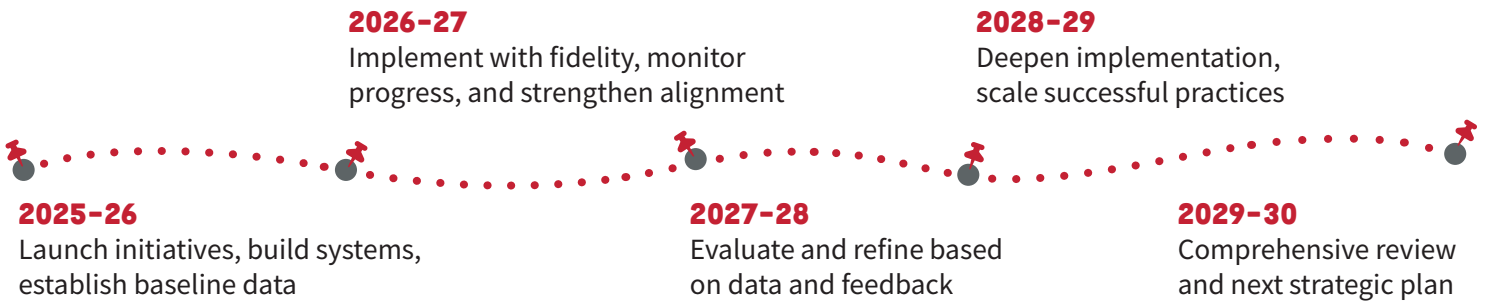 2025-26
Launch initiatives, build systems,
establish baseline data
2026-27
Implement with fidelity, monitor
progress, and strengthen alignment
2027-28
Evaluate and refine based
on data and feedback
2028-29
Deepen implementation,
scale successful practices
2029-30
Comprehensive review
and next strategic plan